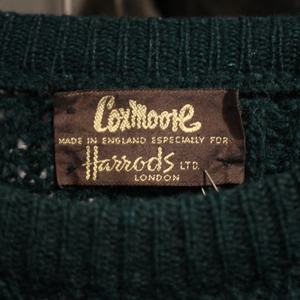 Coxmoore
MADE IN ENGLAND ESPECIALLY FOR
Harrods LTD.
LONDON